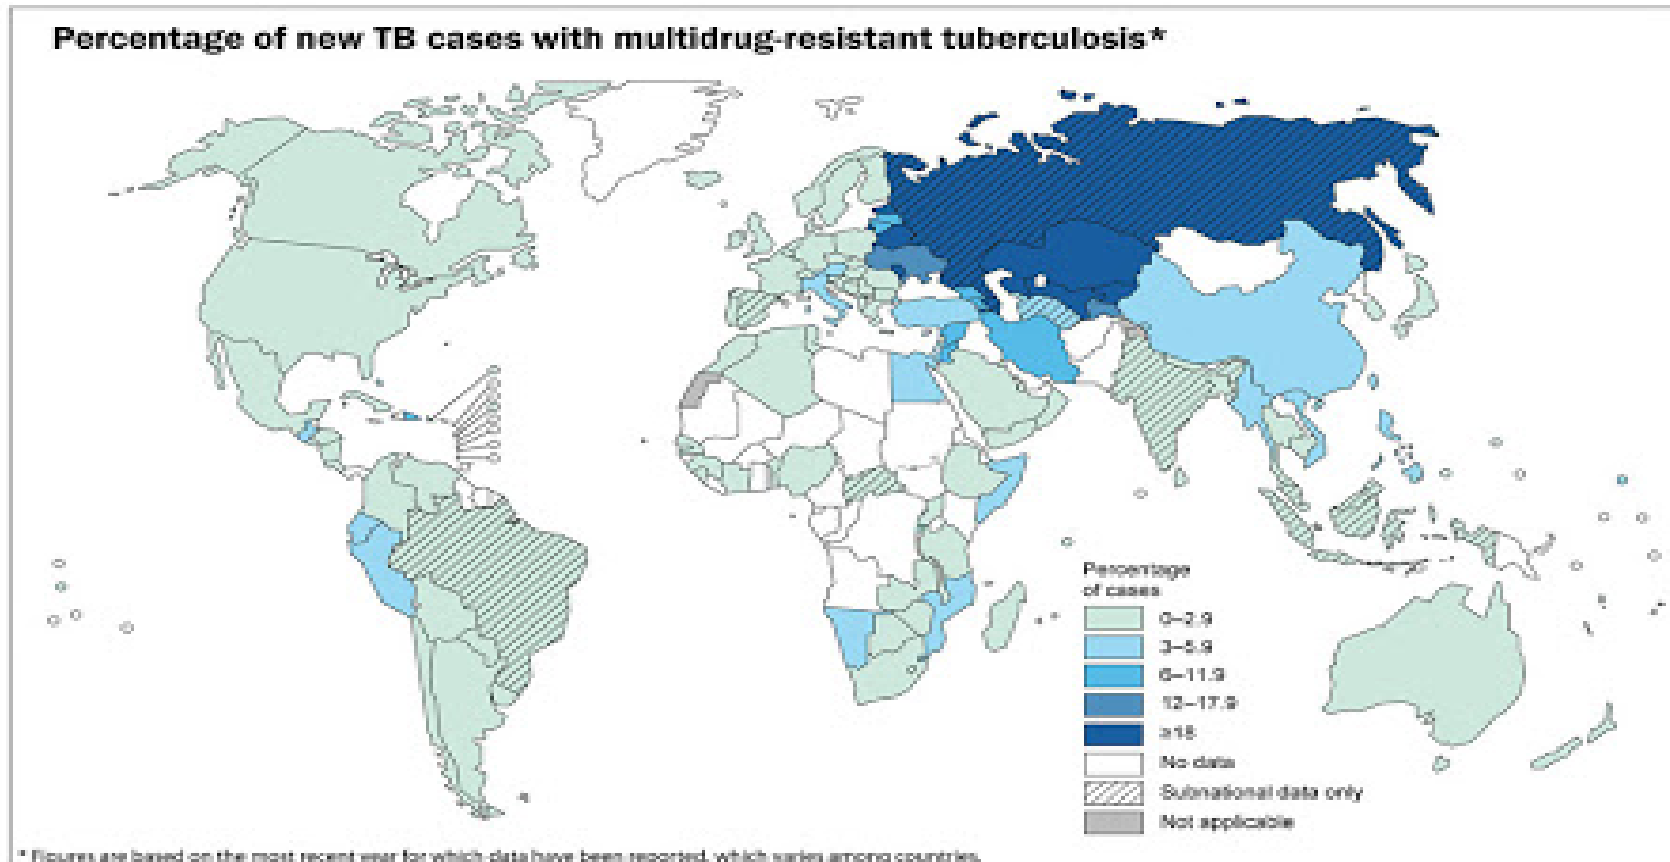 Percentage of new TB cases with multidrug-resistant tuberculosis*
Percentage
of cases
0–2.9
3–5.9
6–11.9
12–17.9
≥18
No data
Subnational data only
Not applicable
* Figures are based on the most recent year for which data have been reported, which varies among countries.